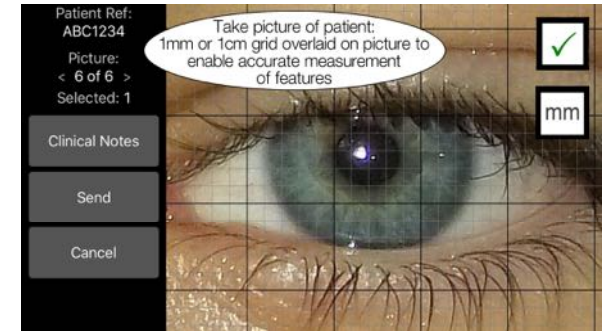 Patient Ref:
ABC1234
Picture:
< 6 of 6 >
Selected: 1
Clinical Notes
Send
Cancel
Take picture of patient:
1mm or 1cm grid overlaid on picture to
enable accurate measurement
of features
mm